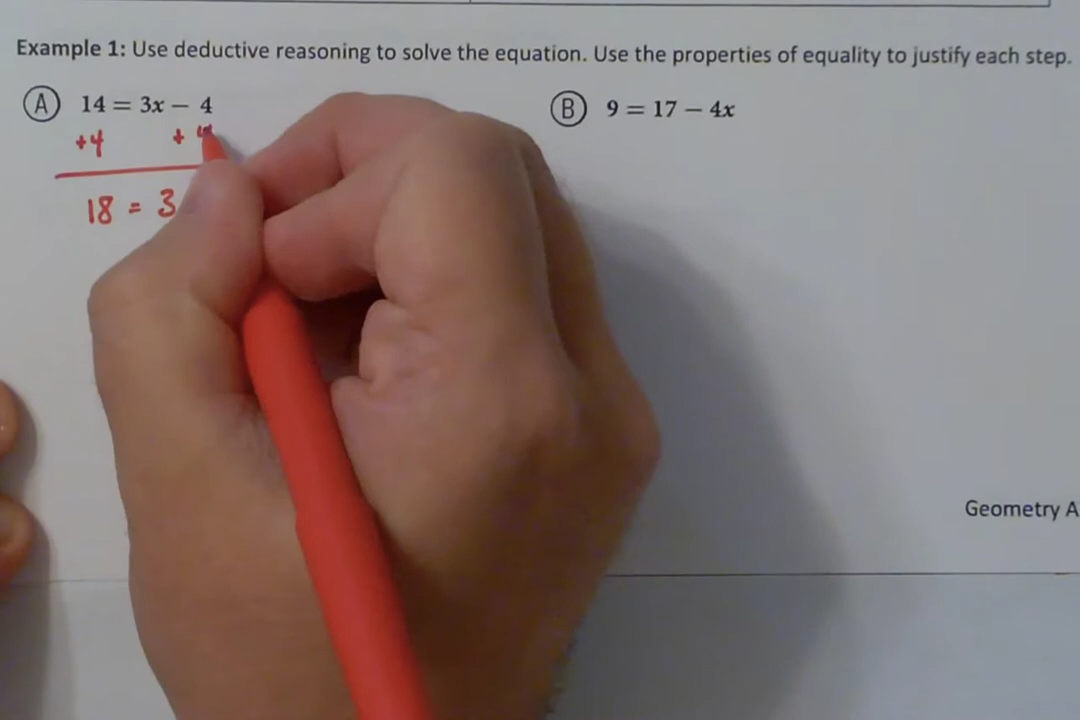 Example 1: Use deductive reasoning to solve the equation. Use the properties of equality to justify each step.
A 14 = 3x − 4
+4 + 4
18 = 3
B 9 = 17 − 4x
Geometry A